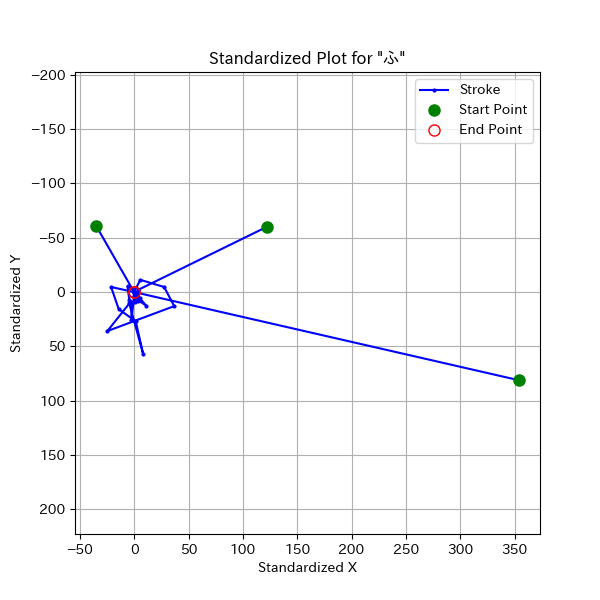 Standardized Plot for "ふ"
Stroke
Start Point
End Point
−200
−150
−100
−50
0
50
100
150
200
Standardized Y
−50 0 50 100 150 200 250 300 350
Standardized X